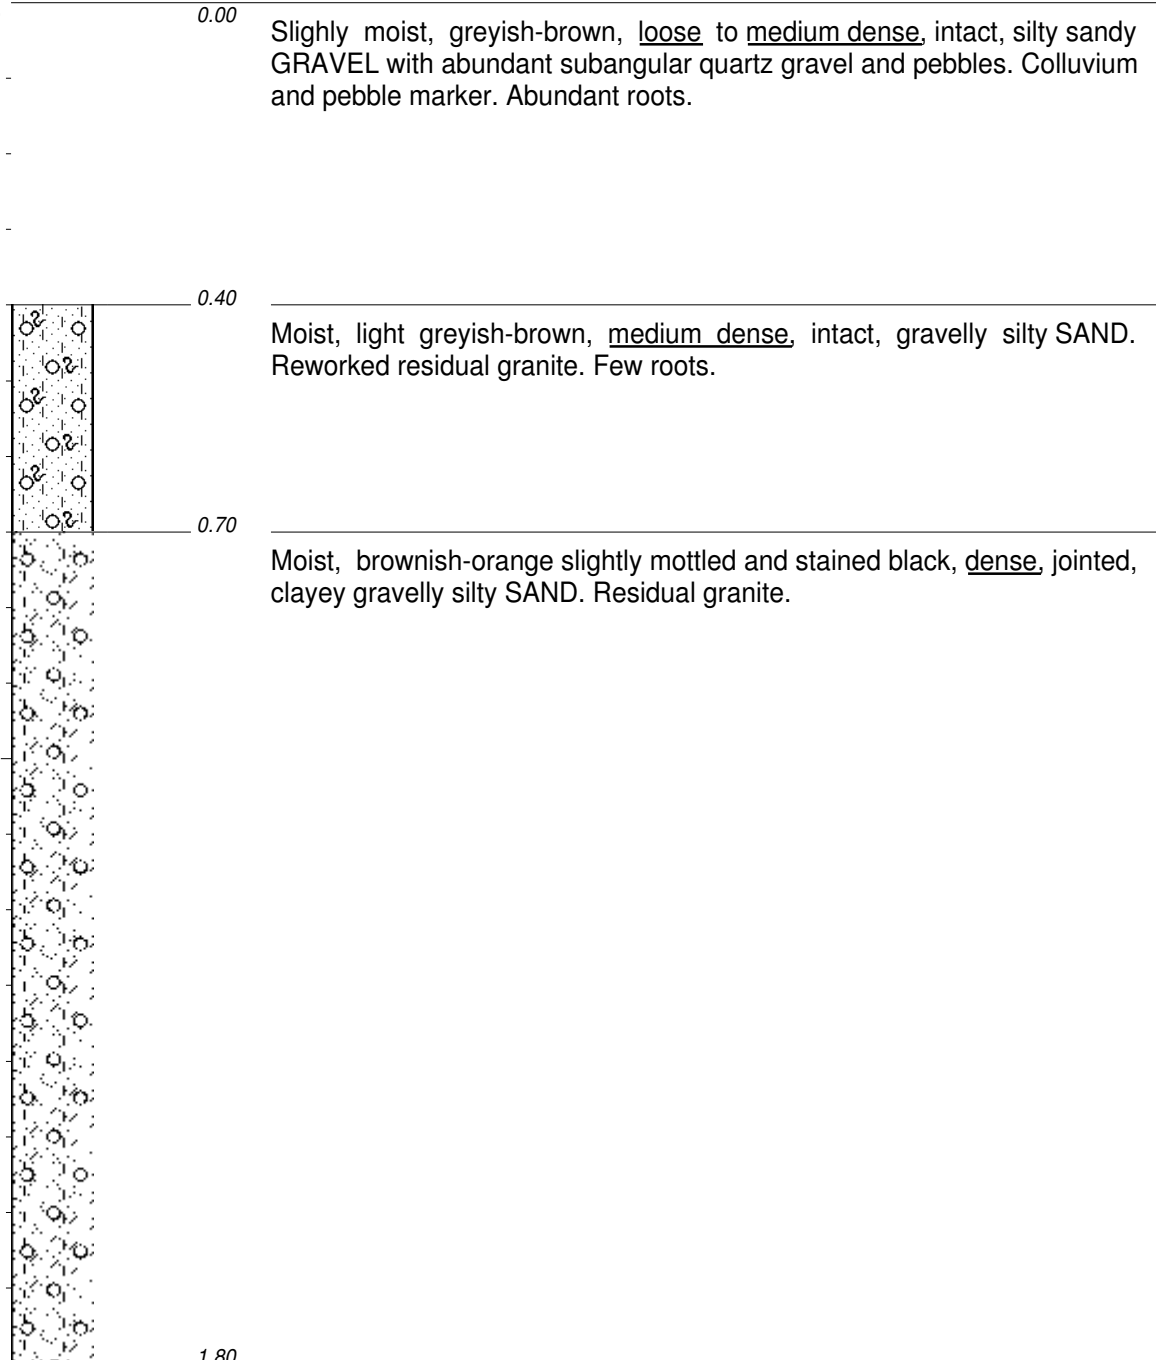 0.00
Slighly moist, greyish-brown, loose to medium dense, intact, silty sandy
GRAVEL with abundant subangular quartz gravel and pebbles. Colluvium
and pebble marker. Abundant roots.
0.40
Moist, light greyish-brown, medium dense, intact, gravelly silty SAND.
Reworked residual granite. Few roots.
0.70
Moist, brownish-orange slightly mottled and stained black, dense, jointed,
clayey gravelly silty SAND. Residual granite.
1.80